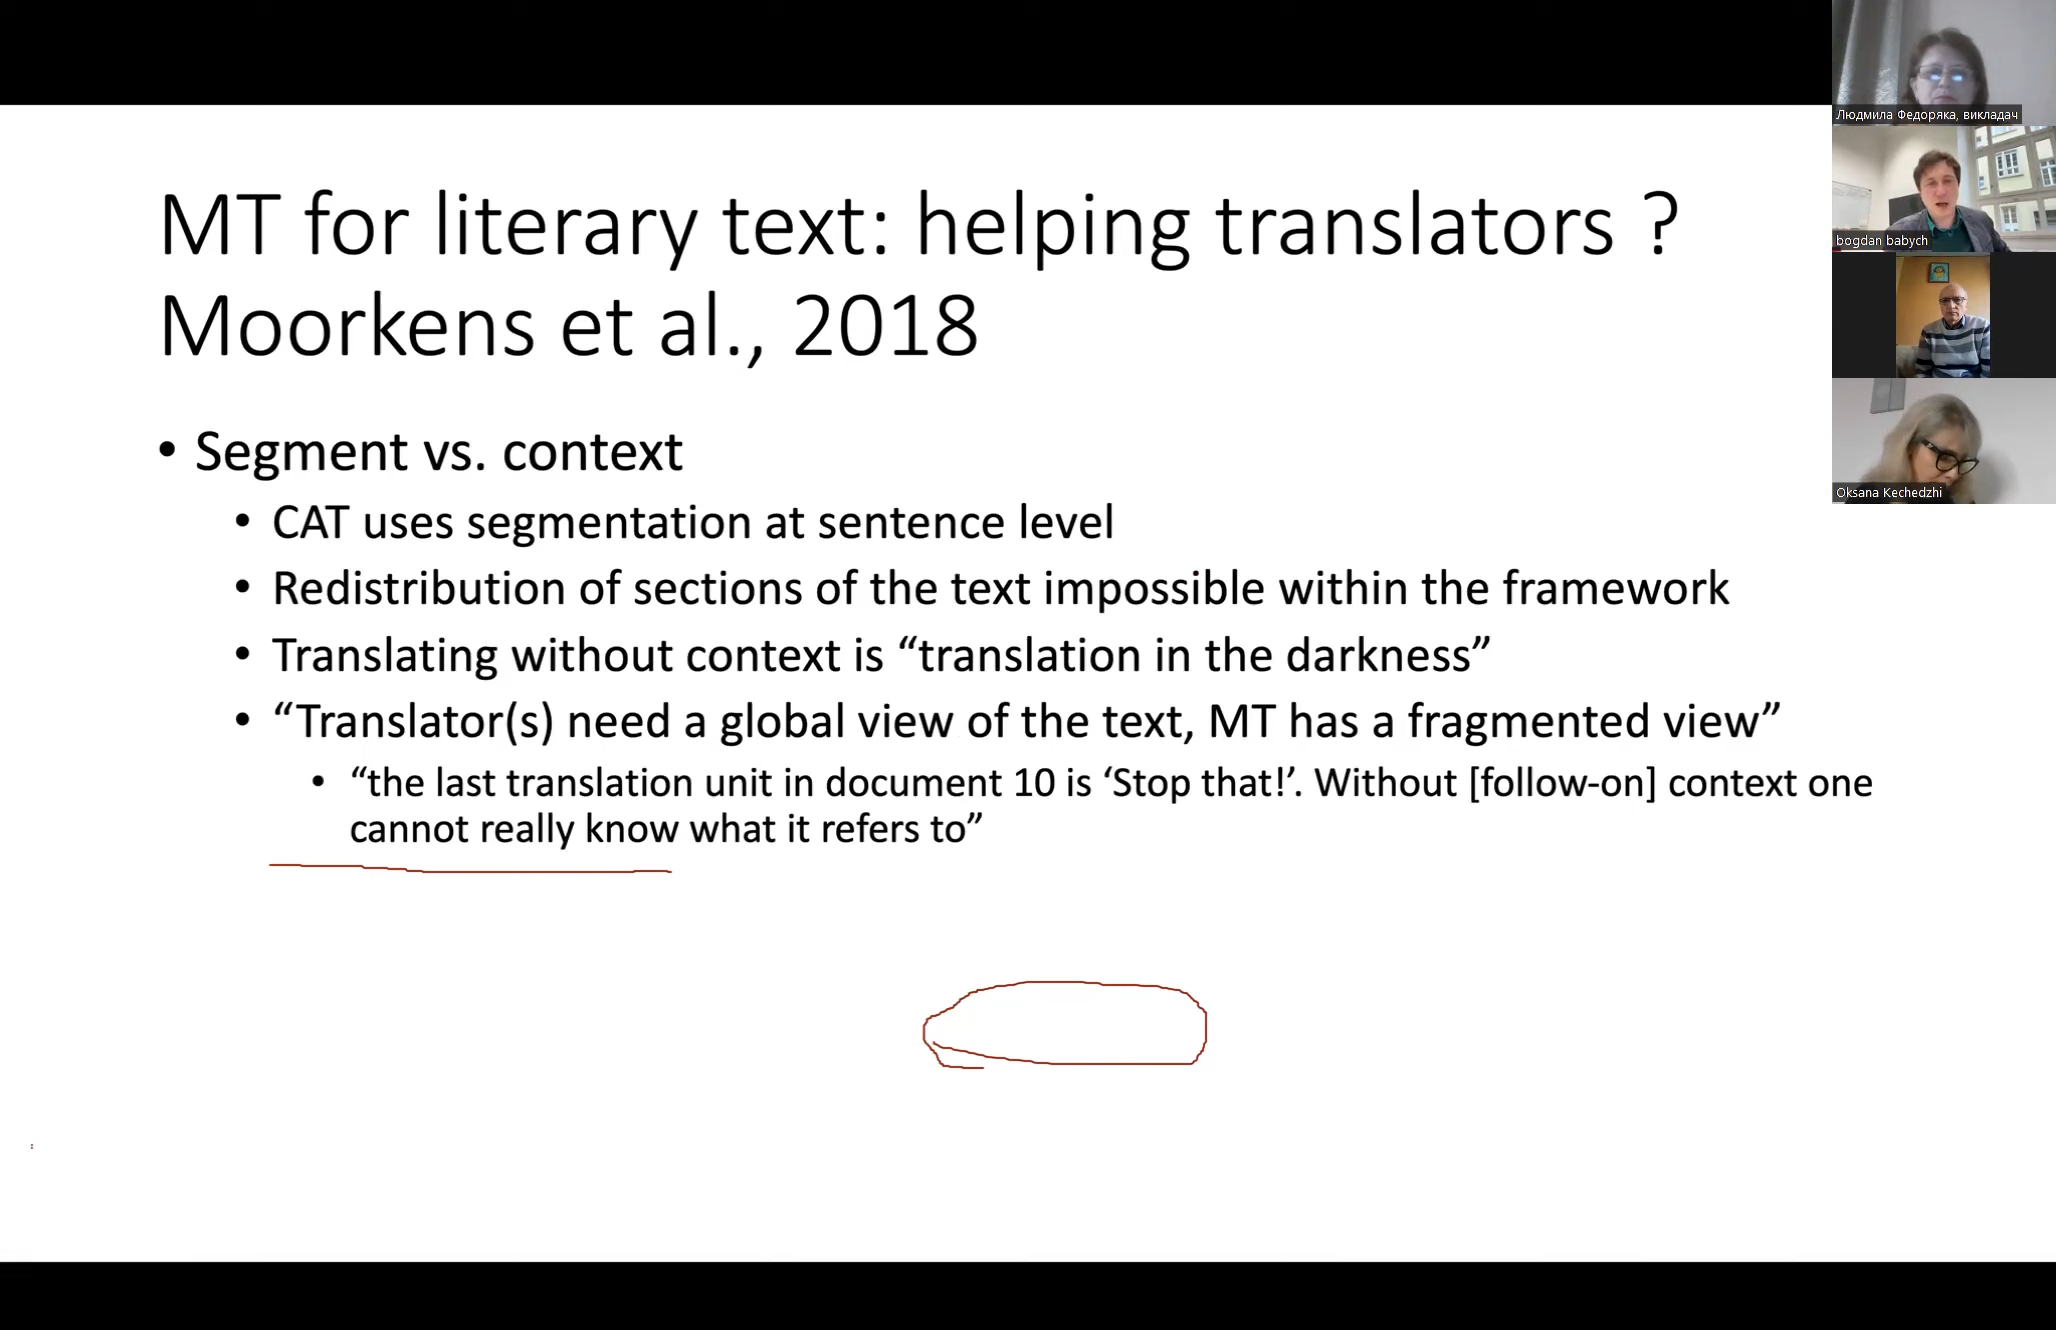 MT for literary text: helping translators ?
Moorkens et al., 2018
• Segment vs. context
• CAT uses segmentation at sentence level
• Redistribution of sections of the text impossible within the framework
• Translating without context is “translation in the darkness”
• “Translator(s) need a global view of the text, MT has a fragmented view”
• “the last translation unit in document 10 is ‘Stop that!’. Without [follow-on] context one
cannot really know what it refers to”
Людмила Федоряка, викладач
bogdan babych
Oksana Kechedzhi